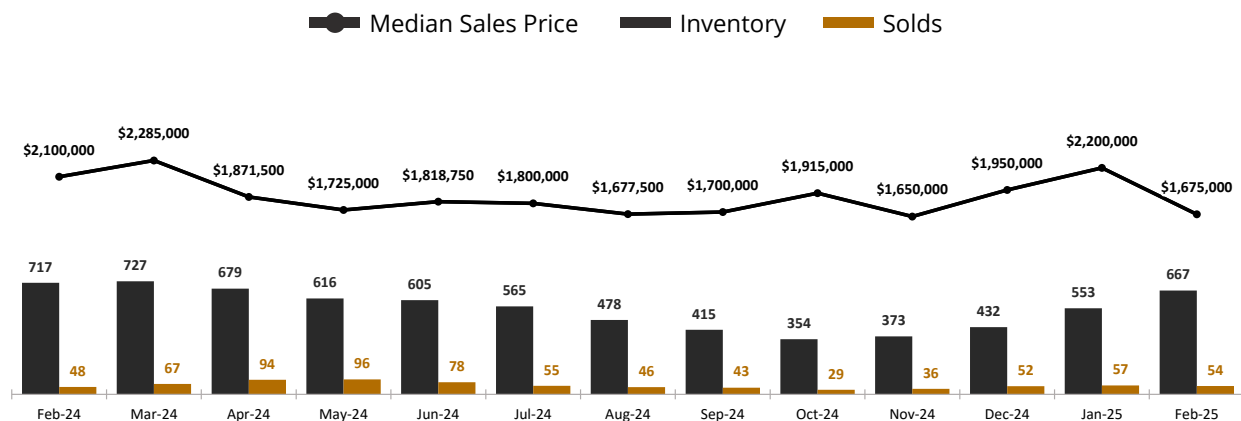 Median Sales Price Inventory Solds
$2,100,000 $2,285,000 $1,871,500 $1,725,000 $1,818,750 $1,800,000 $1,677,500 $1,700,000 $1,915,000 $1,650,000 $1,950,000 $2,200,000 $1,675,000
717 727 679 616 605 565 478 415 354 373 432 553 667
48 67 94 96 78 55 46 43 29 36 52 57 54
Feb-24 Mar-24 Apr-24 May-24 Jun-24 Jul-24 Aug-24 Sep-24 Oct-24 Nov-24 Dec-24 Jan-25 Feb-25